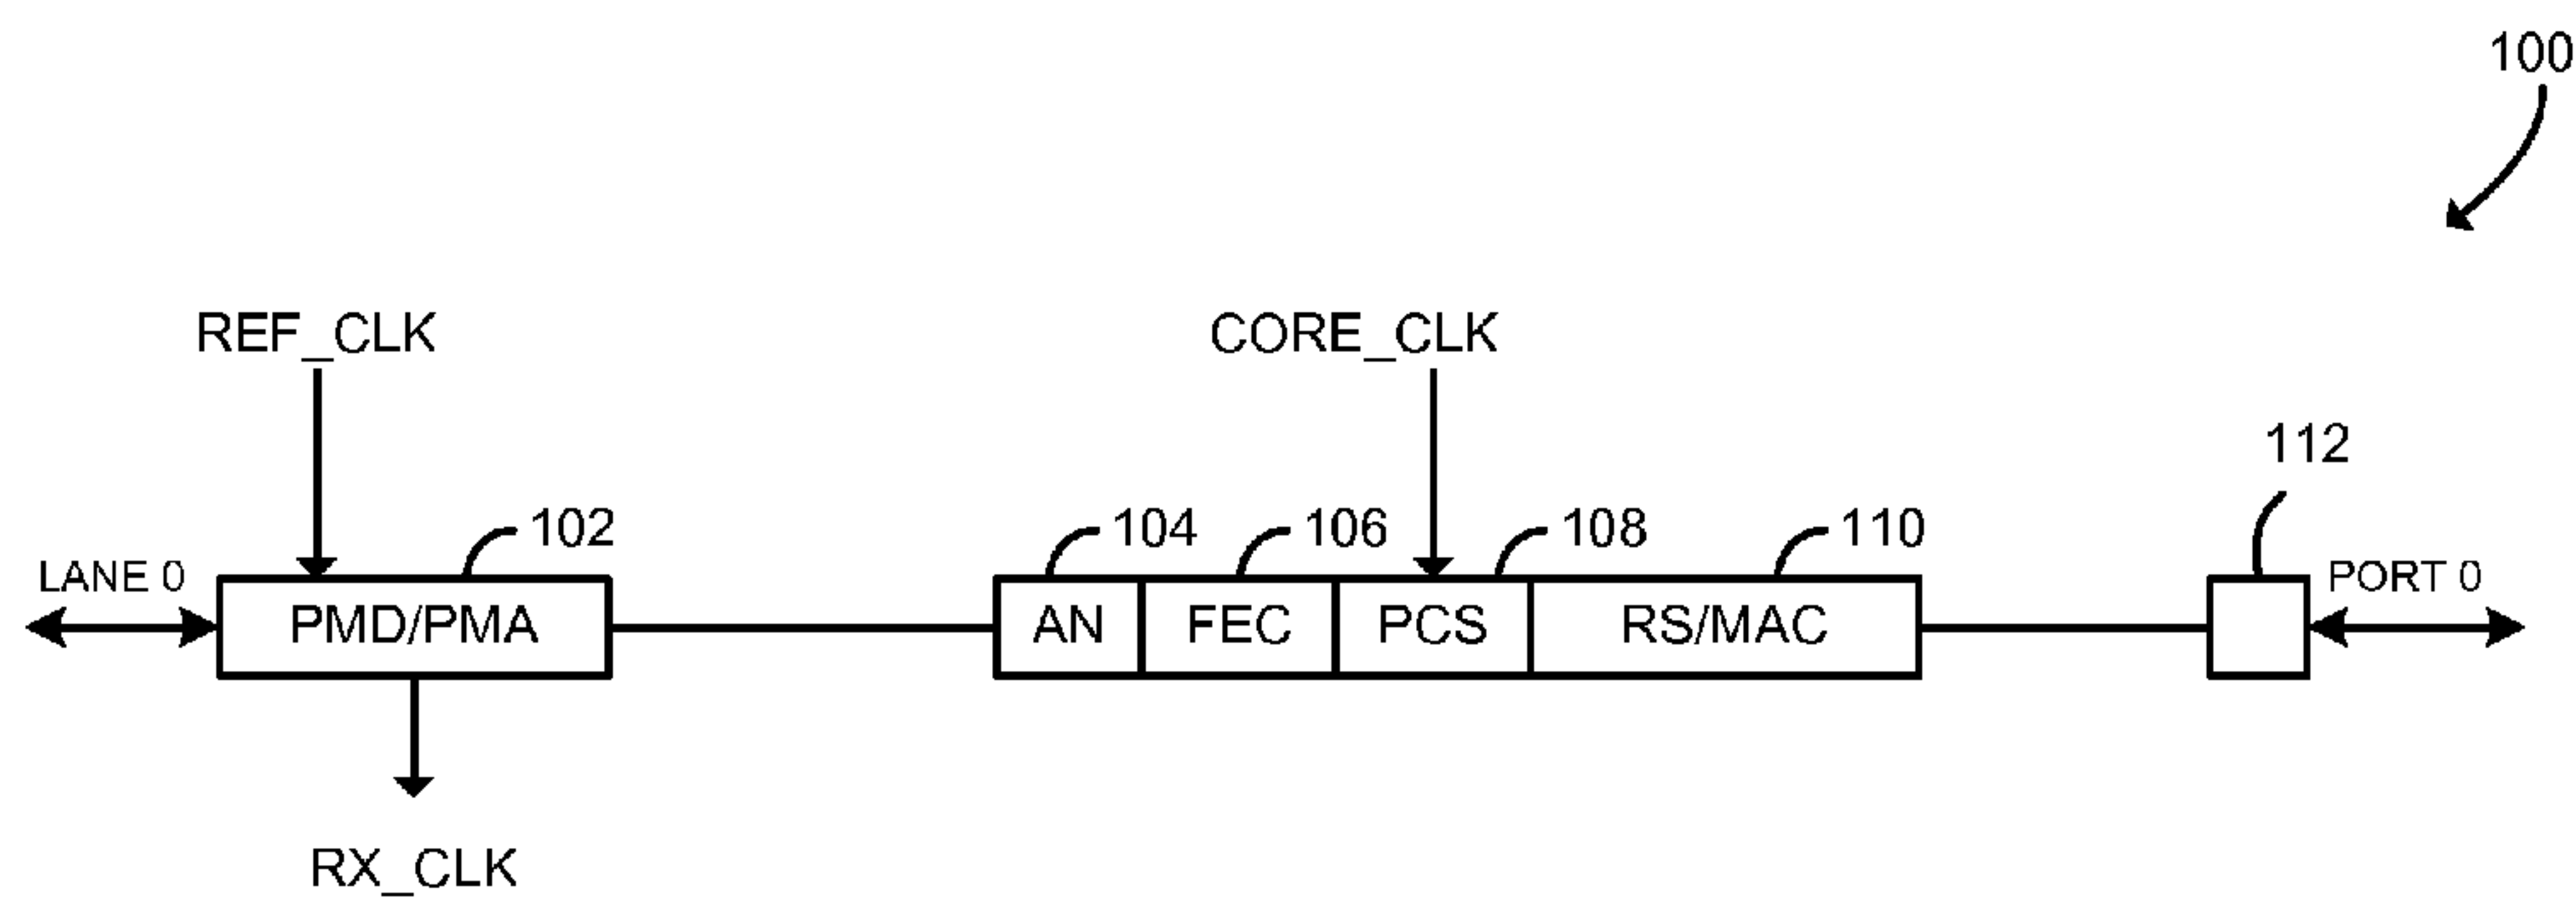 100
REF_CLK
CORE_CLK
112
102
104
106
108
110
LANE 0
PORT 0
PMD/PMA
AN
FEC
PCS
RS/MAC
RX_CLK